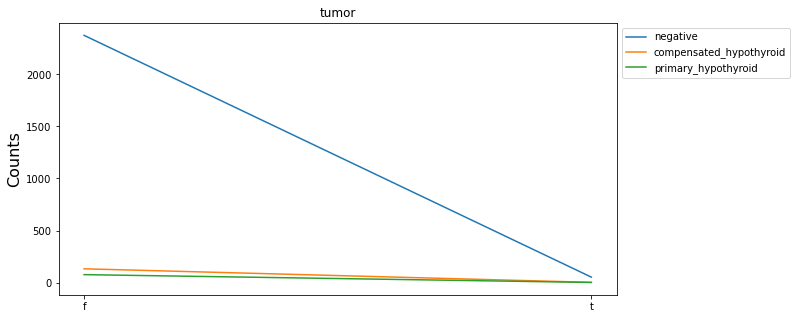 tumor
negative
compensated_hypothyroid
primary_hypothyroid
Counts
2000
1500
1000
500
0
f t